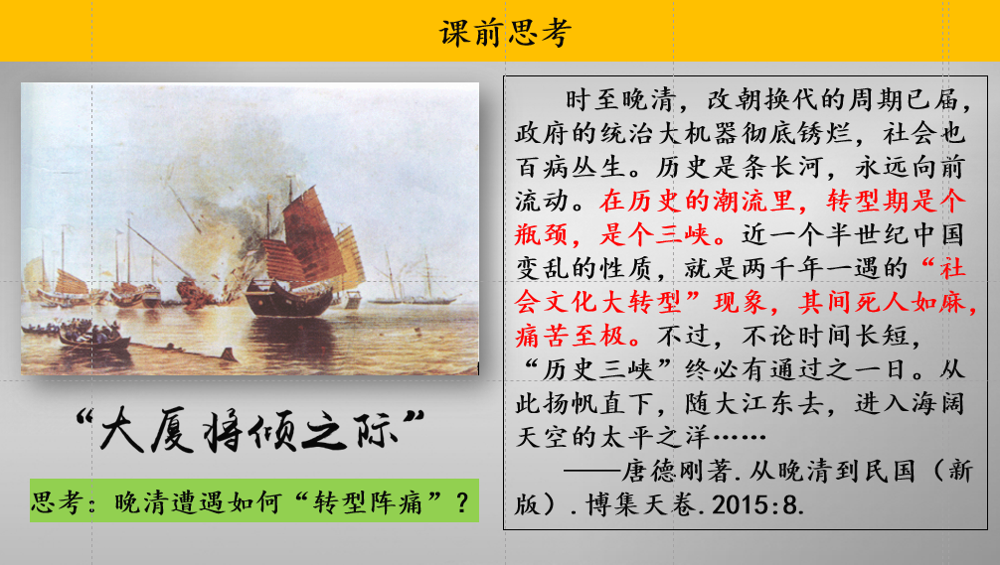 课前思考
时至晚清，改朝换代的周期已届，
政府的统治大机器彻底锈烂，社会也
百病丛生。历史是条长河，永远向前
流动。在历史的潮流里，转型期是个
瓶颈，是个三峡。近一个半世纪中国
变乱的性质，就是两千年一遇的“社
会文化大转型”现象，其间死人如麻，
痛苦至极。不过，不论时间长短，
“历史三峡”终必有通过之一日。从
此扬帆直下，随大江东去，进入海阔
天空的太平之洋……
——唐德刚著.从晚清到民国（新
版）.博集天卷.2015:8.
“大厦将倾之际”
思考：晚清遭遇如何“转型阵痛”？